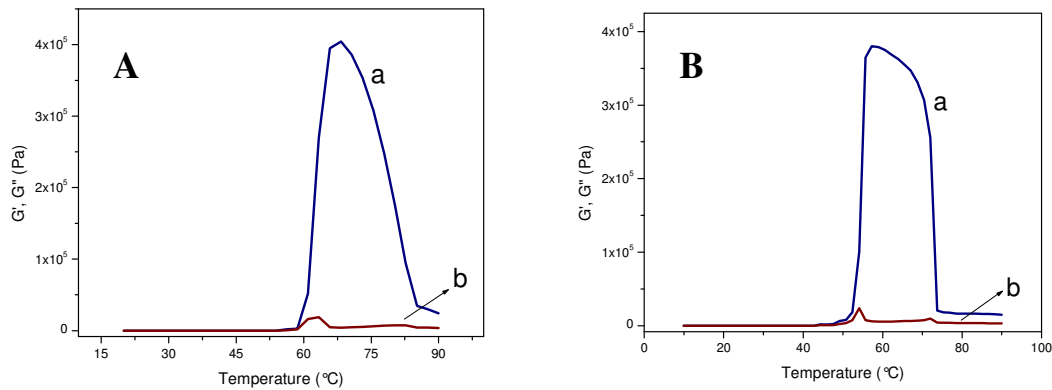 A
a
b
4x10⁵
3x10⁵
2x10⁵
1x10⁵
0
G', G" (Pa)
15 30 45 60 75 90
Temperature (°C)
B
a
b
4x10⁵
3x10⁵
2x10⁵
1x10⁵
0
G', G" (Pa)
0 20 40 60 80 100
Temperature (°C)